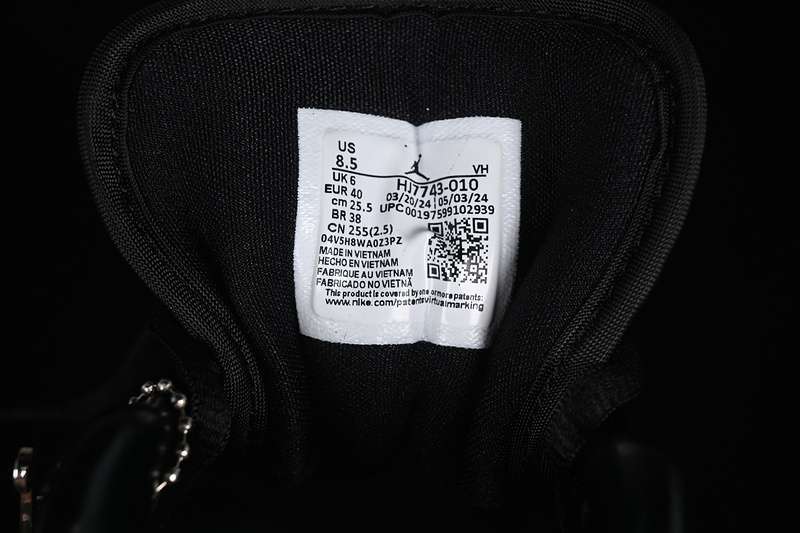 US
8.5
VH
UK 6
HJ7743-010
EUR 40
03/20/24 05/03/24
cm 25.5
UPC 00197599102939
BR 38
CN 255(2.5)
04V5H8WA0Z3PZ
MADE IN VIETNAM
HECHO EN VIETNAM
FABRIQUE AU VIETNAM
FABRICADO NO VIETNÃ
This product is covered by one or more patents:
www.nike.com/patentsvirtualmarking